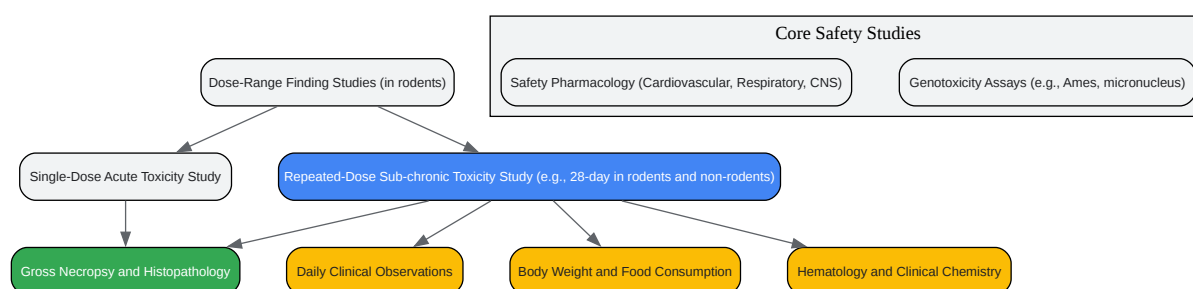 Core Safety Studies
Dose-Range Finding Studies (in rodents)
Safety Pharmacology (Cardiovascular, Respiratory, CNS)
Genotoxicity Assays (e.g., Ames, micronucleus)
Single-Dose Acute Toxicity Study
Repeated-Dose Sub-chronic Toxicity Study (e.g., 28-day in rodents and non-rodents)
Gross Necropsy and Histopathology
Daily Clinical Observations
Body Weight and Food Consumption
Hematology and Clinical Chemistry